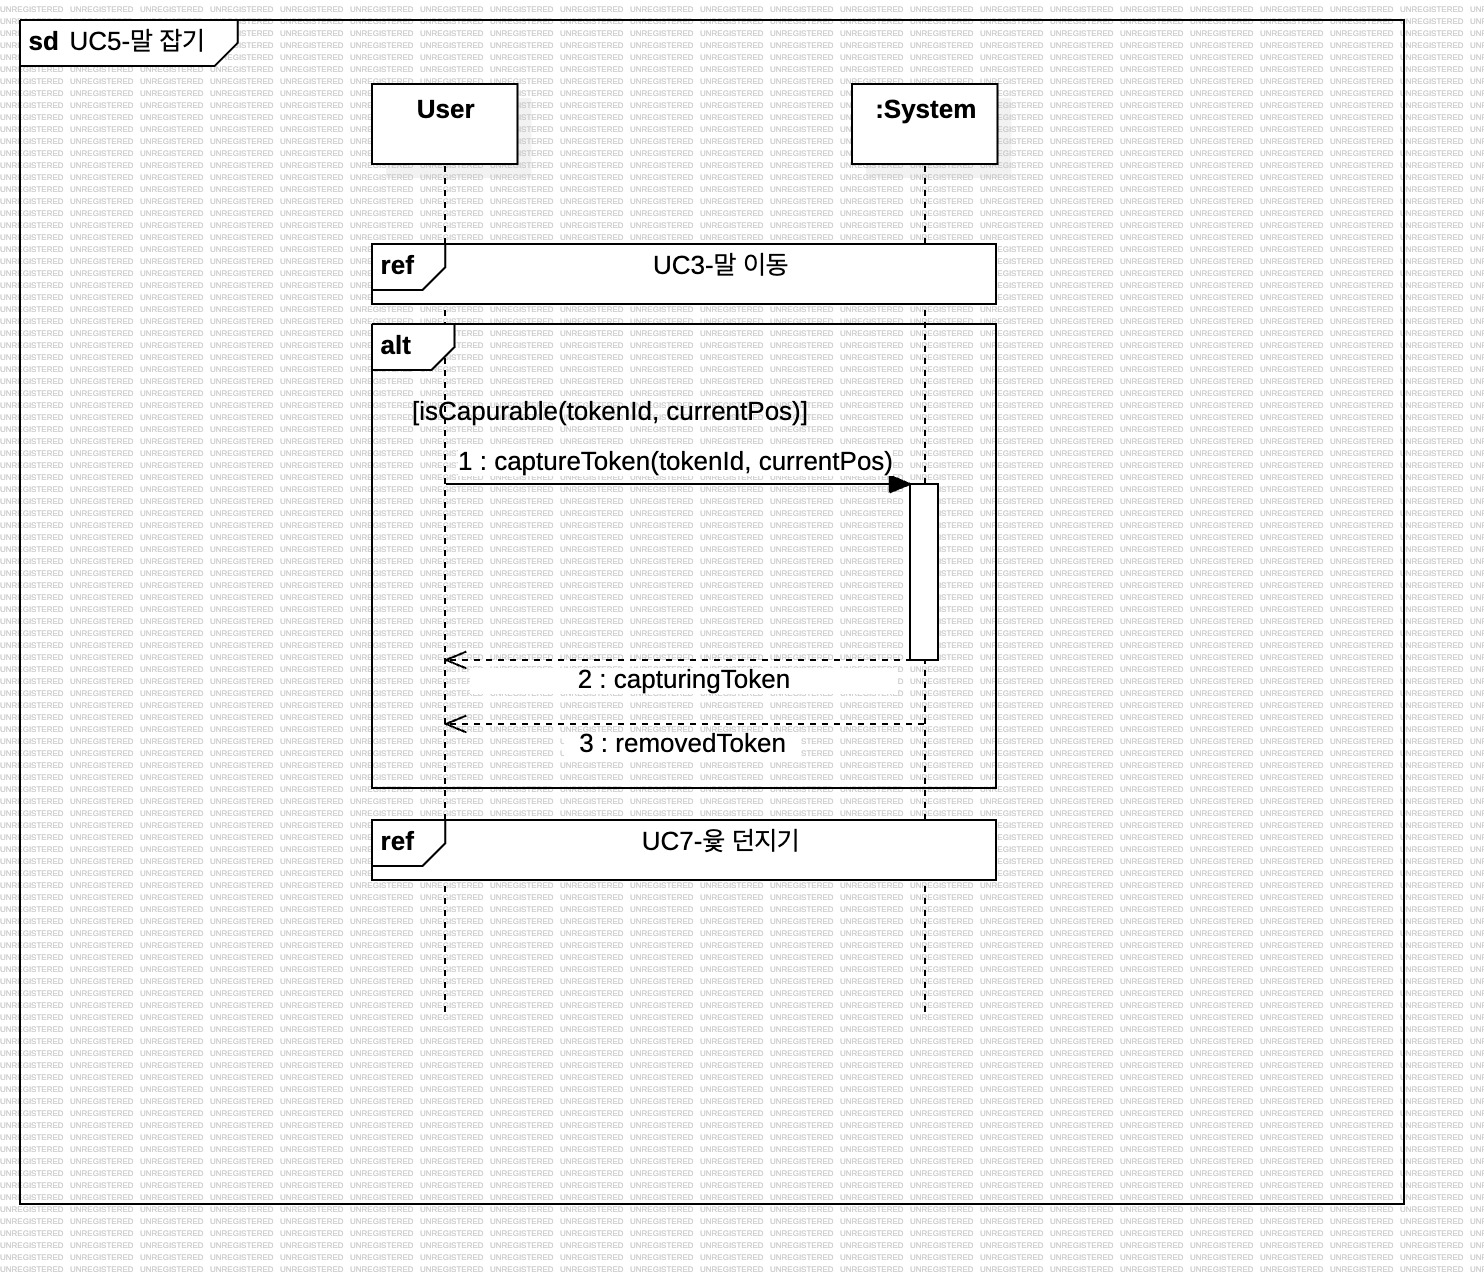 sd UC5-말 잡기
User
:System
ref
UC3-말 이동
alt
[isCapurable(tokenId, currentPos)]
1 : captureToken(tokenId, currentPos)
2 : capturingToken
3 : removedToken
ref
UC7-윷 던지기
UNREGISTERED